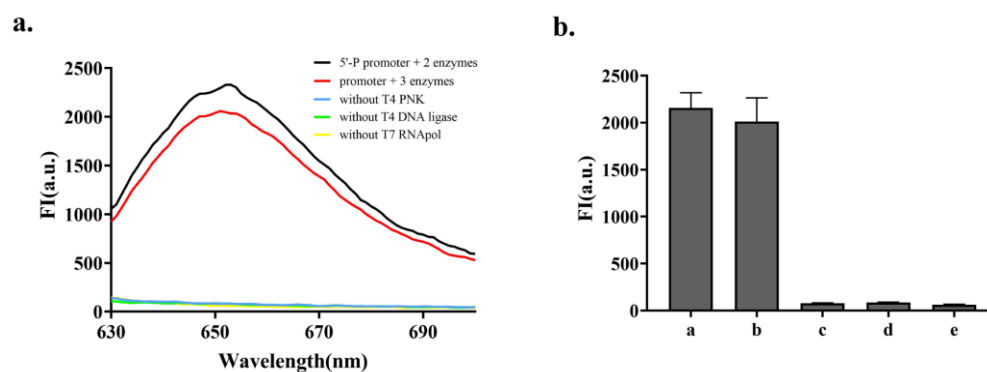 a.
5'-P promoter + 2 enzymes
promoter + 3 enzymes
without T4 PNK
without T4 DNA ligase
without T7 RNApol
2500
2000
1500
1000
500
0
FI(a.u.)
630 650 670 690
Wavelength(nm)
b.
2500
2000
1500
1000
500
0
FI(a.u.)
a b c d e